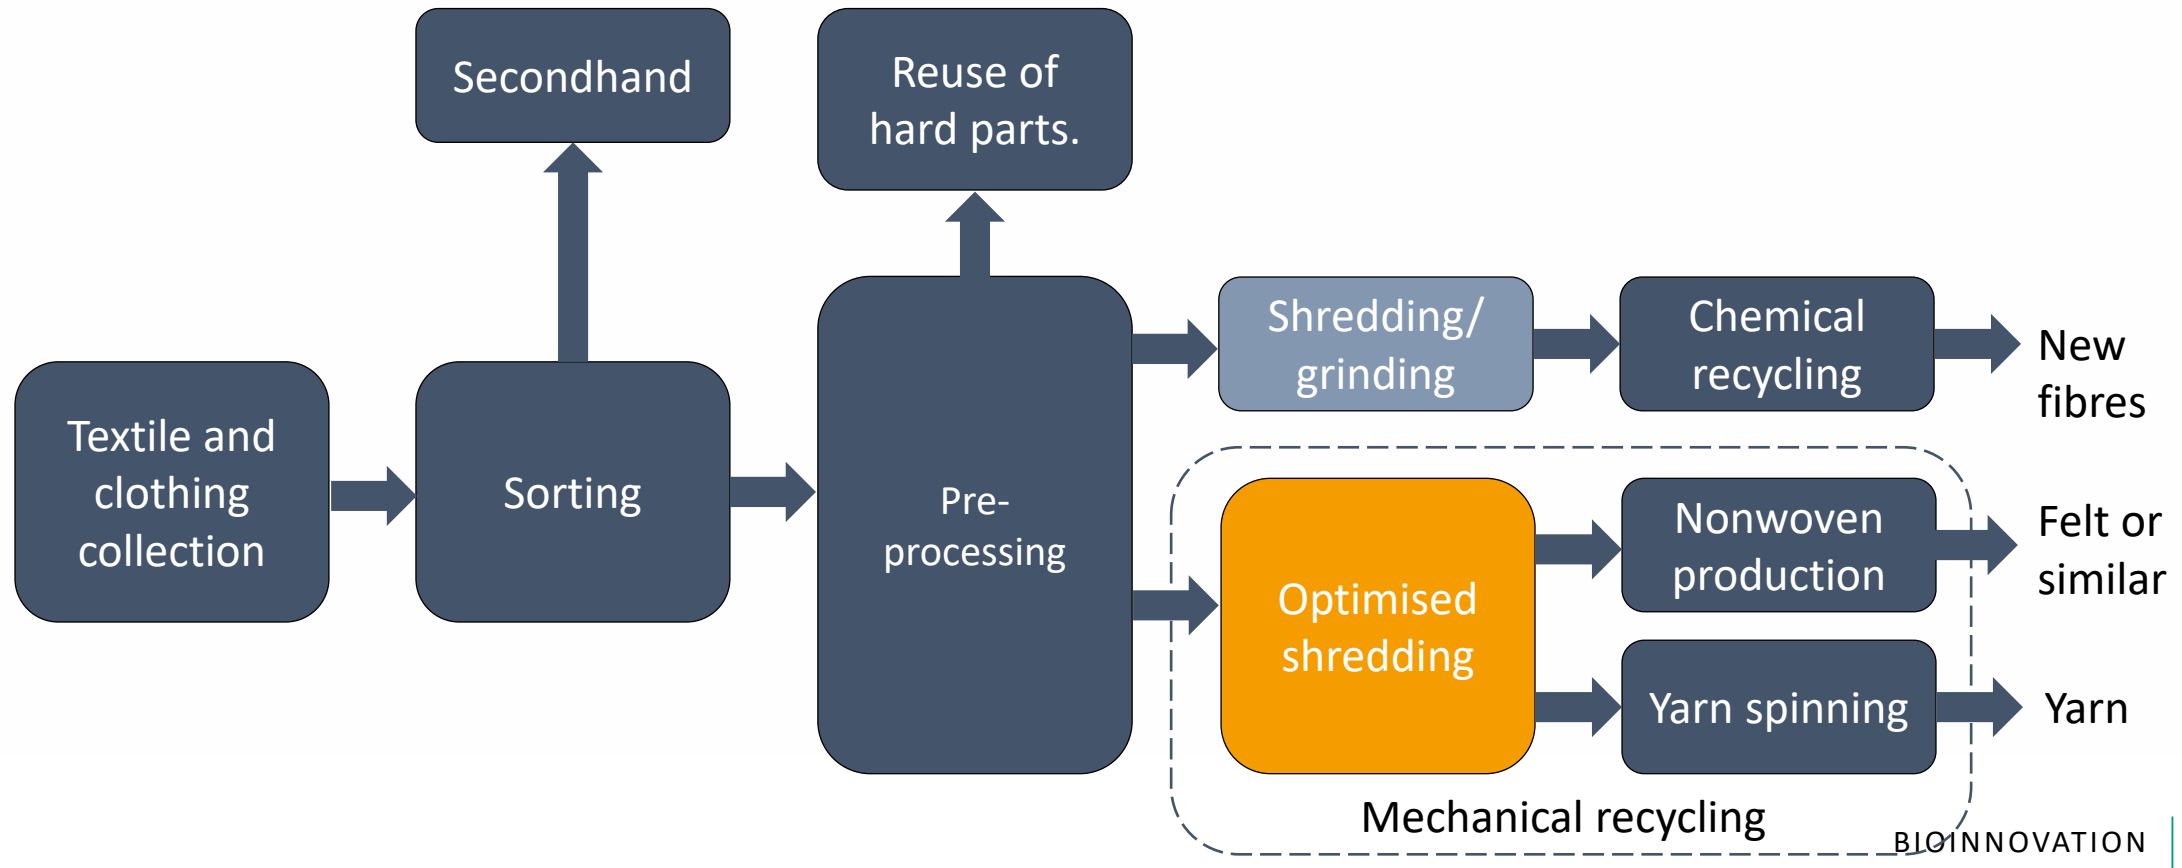 Secondhand
Reuse of
hard parts.
Textile and
clothing
collection
Sorting
Pre-
processing
Shredding/
grinding
Chemical
recycling
New
fibres
Optimised
shredding
Nonwoven
production
Felt or
similar
Yarn spinning
Yarn
Mechanical recycling
BIOINNOVATION